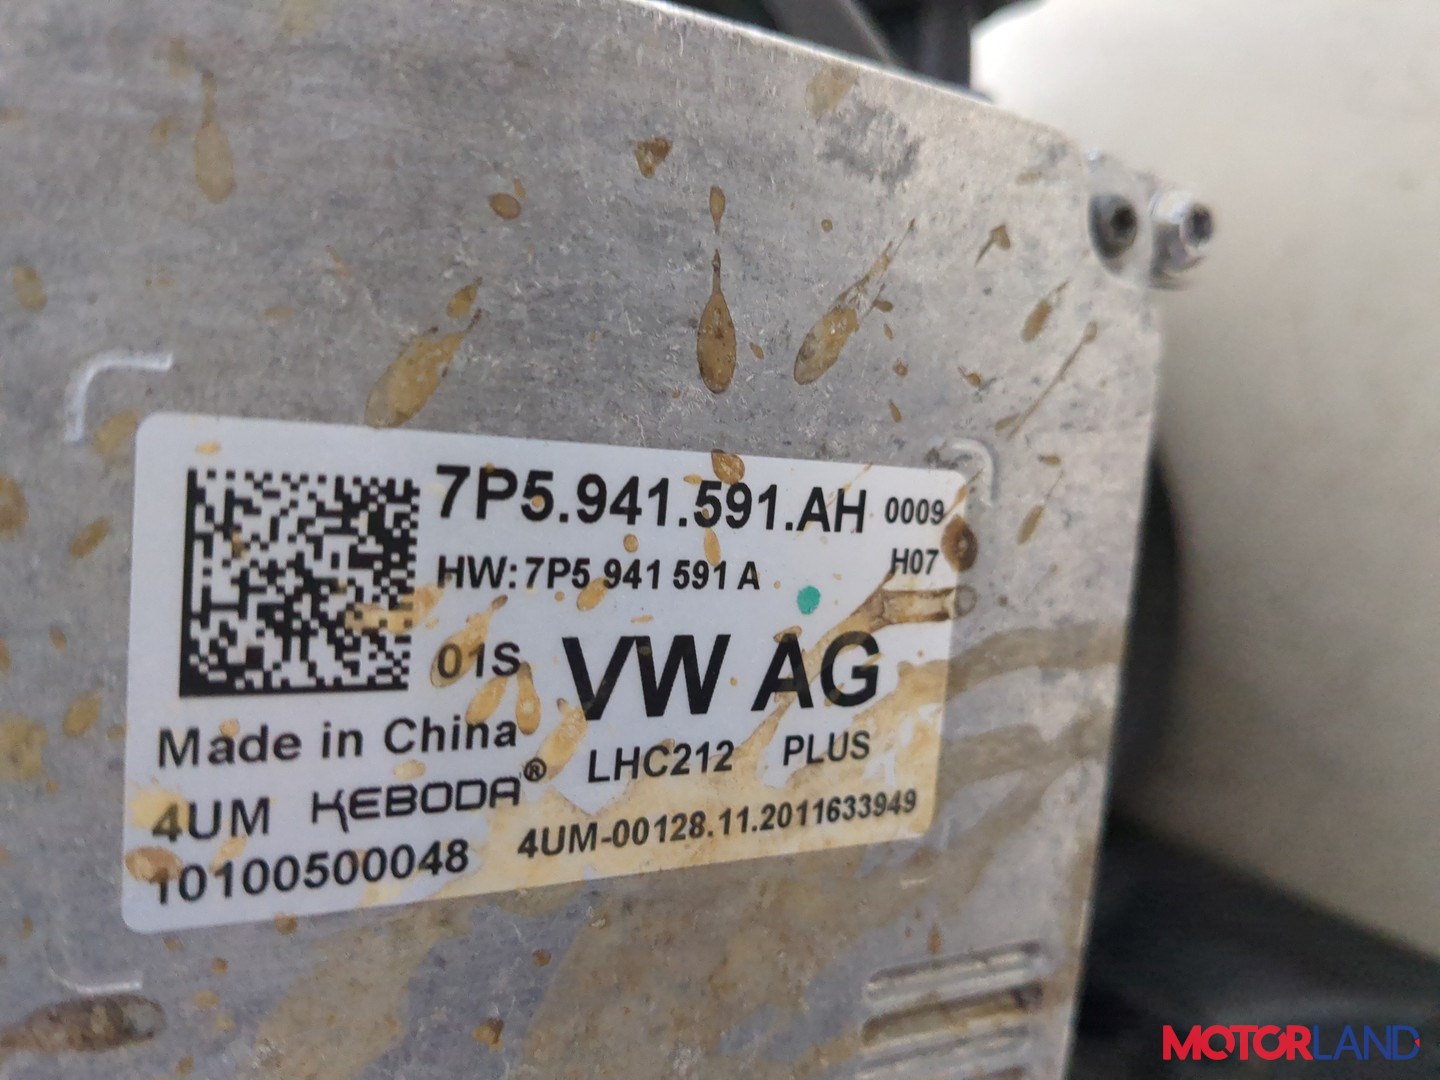 7P5.941.591.AH 0009
HW: 7P5 941 591 A H07
01S VW AG
Made in China
LHC212 PLUS
4UM KEBODA®
4UM-00128.11.2011633949
10100500048
MOTORLAND